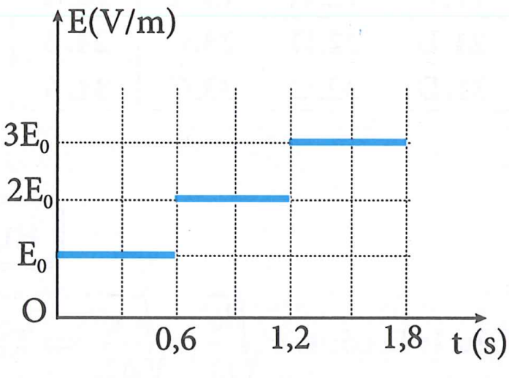 E(V/m)
3E₀
2E₀
E₀
O
0,6 1,2 1,8 t (s)